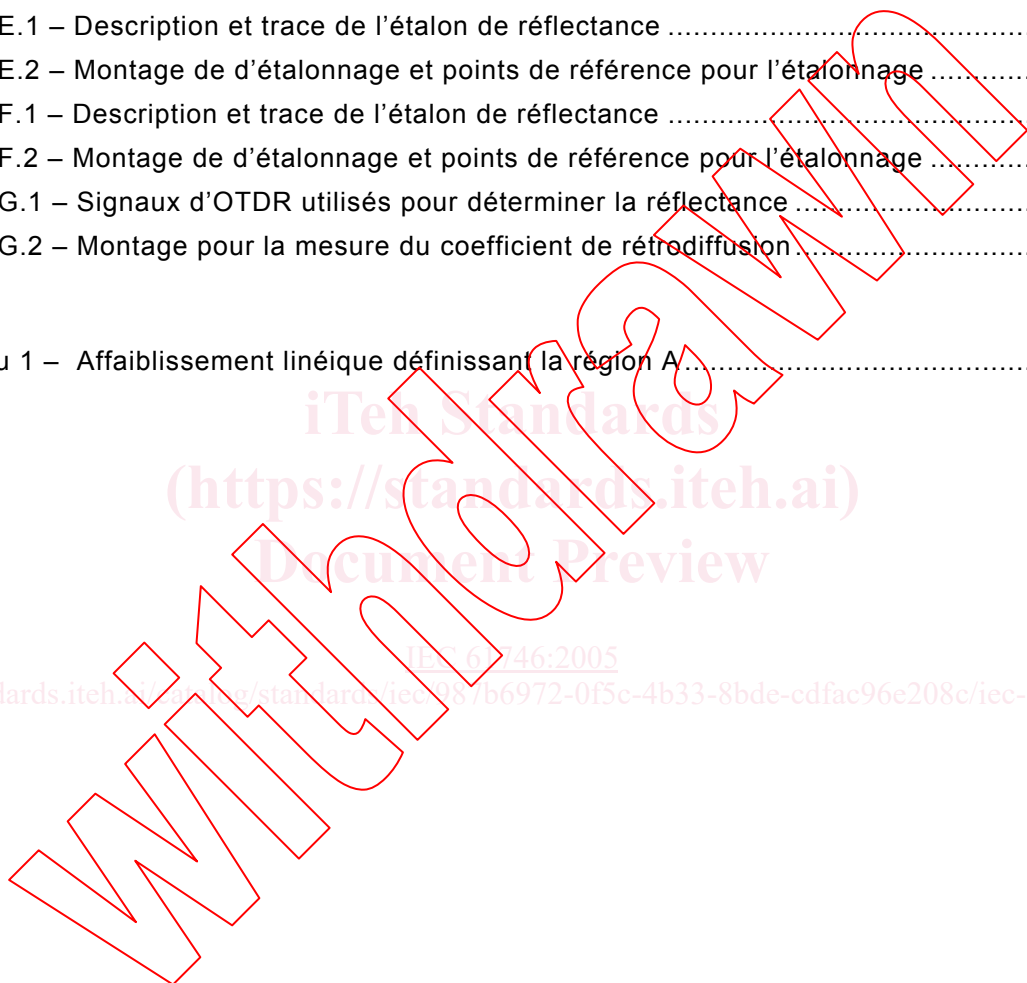 E.1 – Description et trace de l'étalon de réflectance ..............................................
E.2 – Montage de d'étalonnage et points de référence pour l'étalonnage .............
F.1 – Description et trace de l'étalon de réflectance ..............................................
F.2 – Montage de d'étalonnage et points de référence pour l'étalonnage .............
G.1 – Signaux d'OTDR utilisés pour déterminer la réflectance ..............................
G.2 – Montage pour la mesure du coefficient de rétrodiffusion ..............................
u 1 – Affaiblissement linéique définissant la région A ............................................
iTeh Standards
(https://standards.iteh.ai)
Document Preview
IEC 61746:2005
dards.iteh.ai/catalog/standards/iec/987b6972-0f5c-4b33-8bde-cdfac96e208c/iec-
withdrawn